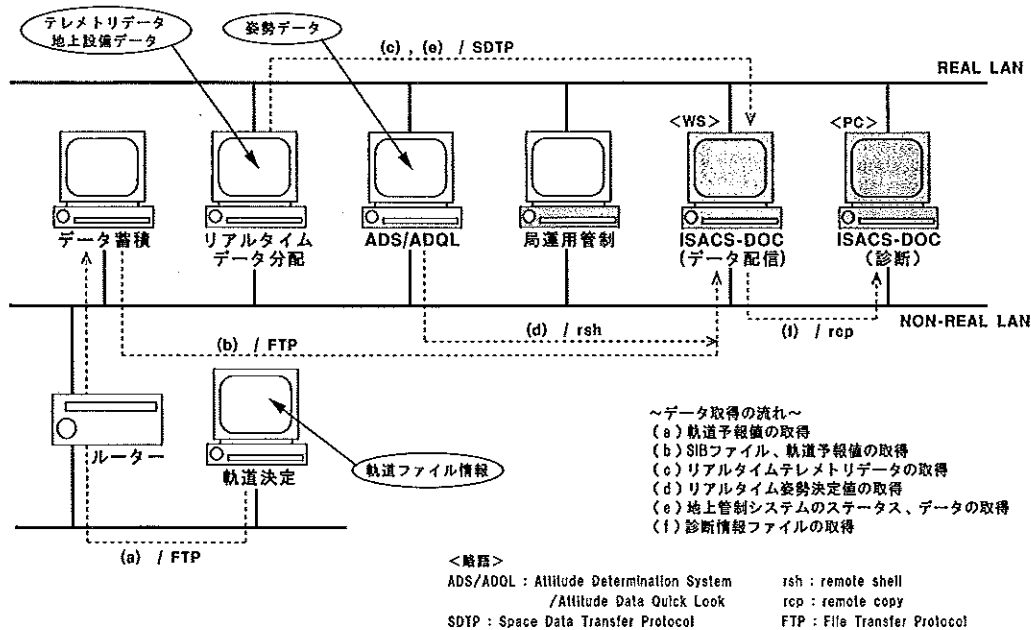 テレメトリデータ
地上設備データ
姿勢データ
(c) , (e) / SDTP
REAL LAN
<WS>
<PC>
データ蓄積
リアルタイム
データ分配
ADS/ADQL
局運用管制
ISACS-DOC
(データ配信)
ISACS-DOC
(診断)
NON-REAL LAN
(b) / FTP
(d) / rsh
(f) / rcp
ルーター
軌道決定
軌道ファイル情報
(a) / FTP
～データ取得の流れ～
(a)軌道予報値の取得
(b)SIBファイル、軌道予報値の取得
(c)リアルタイムテレメトリデータの取得
(d)リアルタイム姿勢決定値の取得
(e)地上管制システムのステータス、データの取得
(f)診断情報ファイルの取得
<略語>
ADS/ADQL : Attitude Determination System
/Attitude Data Quick Look
SDTP : Space Data Transfer Protocol
rsh : remote shell
rcp : remote copy
FTP : File Transfer Protocol